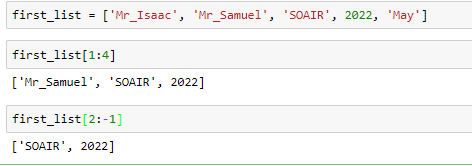 first_list = ['Mr_Isaac', 'Mr_Samuel', 'SOAIR', 2022, 'May']
first_list[1:4]
['Mr_Samuel', 'SOAIR', 2022]
first_list[2:-1]
['SOAIR', 2022]